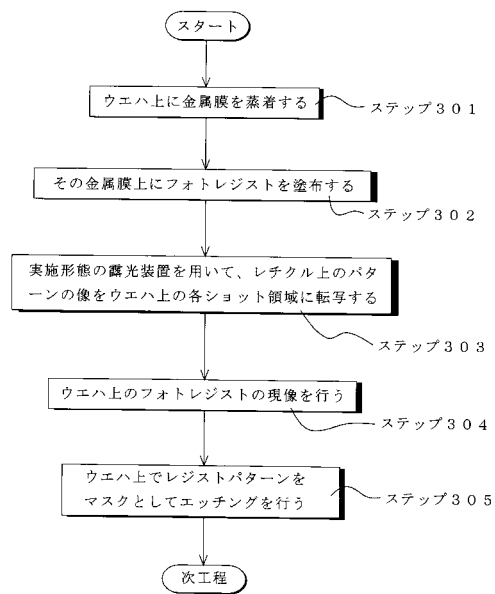 スタート
ウエハ上に金属膜を蒸着する
ステップ３０１
その金属膜上にフォトレジストを塗布する
ステップ３０２
実施形態の露光装置を用いて、レチクル上のパタ
ーンの像をウエハ上の各ショット領域に転写する
ステップ３０３
ウエハ上のフォトレジストの現像を行う
ステップ３０４
ウエハ上でレジストパターンを
マスクとしてエッチングを行う
ステップ３０５
次工程